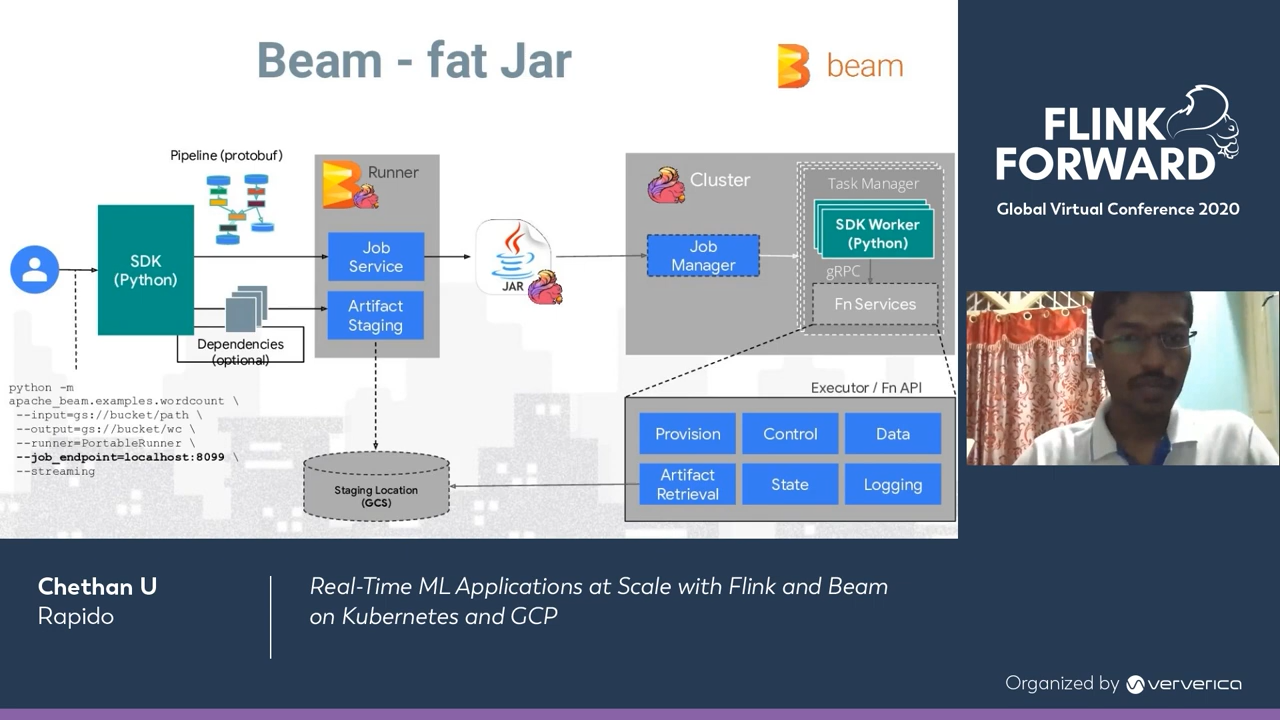 Beam - fat Jar
beam
Pipeline (protobuf)
SDK
(Python)
Dependencies
(optional)
Runner
Job
Service
Artifact
Staging
JAR
Cluster
Job
Manager
Task Manager
SDK Worker
(Python)
gRPC
Fn Services
python -m
apache_beam.examples.wordcount \
--input=gs://bucket/path \
--output=gs://bucket/wc \
--runner=PortableRunner \
--job_endpoint=localhost:8099 \
--streaming
Staging Location
(GCS)
Executor / Fn API
Provision
Control
Data
Artifact
Retrieval
State
Logging
FLINK
FORWARD
Global Virtual Conference 2020
Chethan U
Rapido
Real-Time ML Applications at Scale with Flink and Beam
on Kubernetes and GCP
Organized by ververica